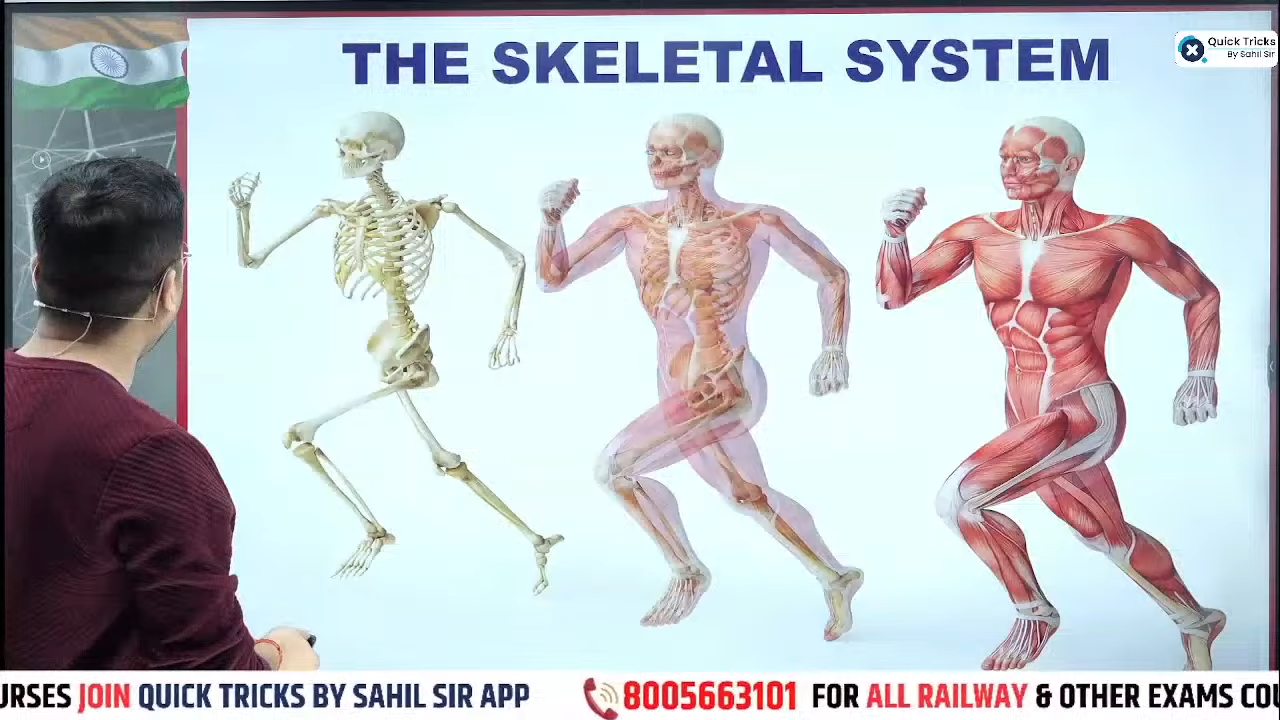 THE SKELETAL SYSTEM
Quick Tricks
By Sahil Sir
URSES JOIN QUICK TRICKS BY SAHIL SIR APP 8005663101 FOR ALL RAILWAY & OTHER EXAMS COU